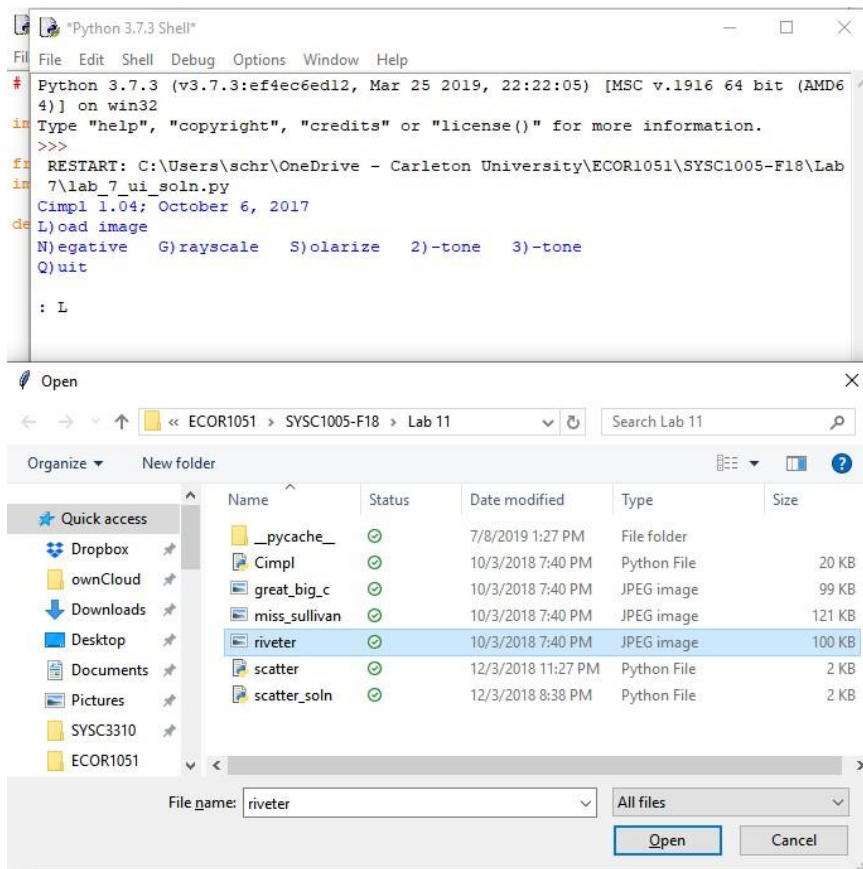 *Python 3.7.3 Shell*
Fil File Edit Shell Debug Options Window Help
# Python 3.7.3 (v3.7.3:ef4ec6ed12, Mar 25 2019, 22:22:05) [MSC v.1916 64 bit (AMD6
4)] on win32
im Type "help", "copyright", "credits" or "license()" for more information.
>>>
fr RESTART: C:\Users\schr\OneDrive - Carleton University\ECOR1051\SYSC1005-F18\Lab
im 7\lab_7_ui_soln.py
Cimpl 1.04; October 6, 2017
de L)oad image
N)egative G)rayscale S)olarize 2)-tone 3)-tone
Q)uit
: L
Open
« ECOR1051 › SYSC1005-F18 › Lab 11 Search Lab 11
Organize New folder
Name Status Date modified Type Size
Quick access
Dropbox
ownCloud
Downloads
Desktop
Documents
Pictures
SYSC3310
ECOR1051
__pycache__ 7/8/2019 1:27 PM File folder
Cimpl 10/3/2018 7:40 PM Python File 20 KB
great_big_c 10/3/2018 7:40 PM JPEG image 99 KB
miss_sullivan 10/3/2018 7:40 PM JPEG image 121 KB
riveter 10/3/2018 7:40 PM JPEG image 100 KB
scatter 12/3/2018 11:27 PM Python File 2 KB
scatter_soln 12/3/2018 8:38 PM Python File 2 KB
File name: riveter All files
Open Cancel